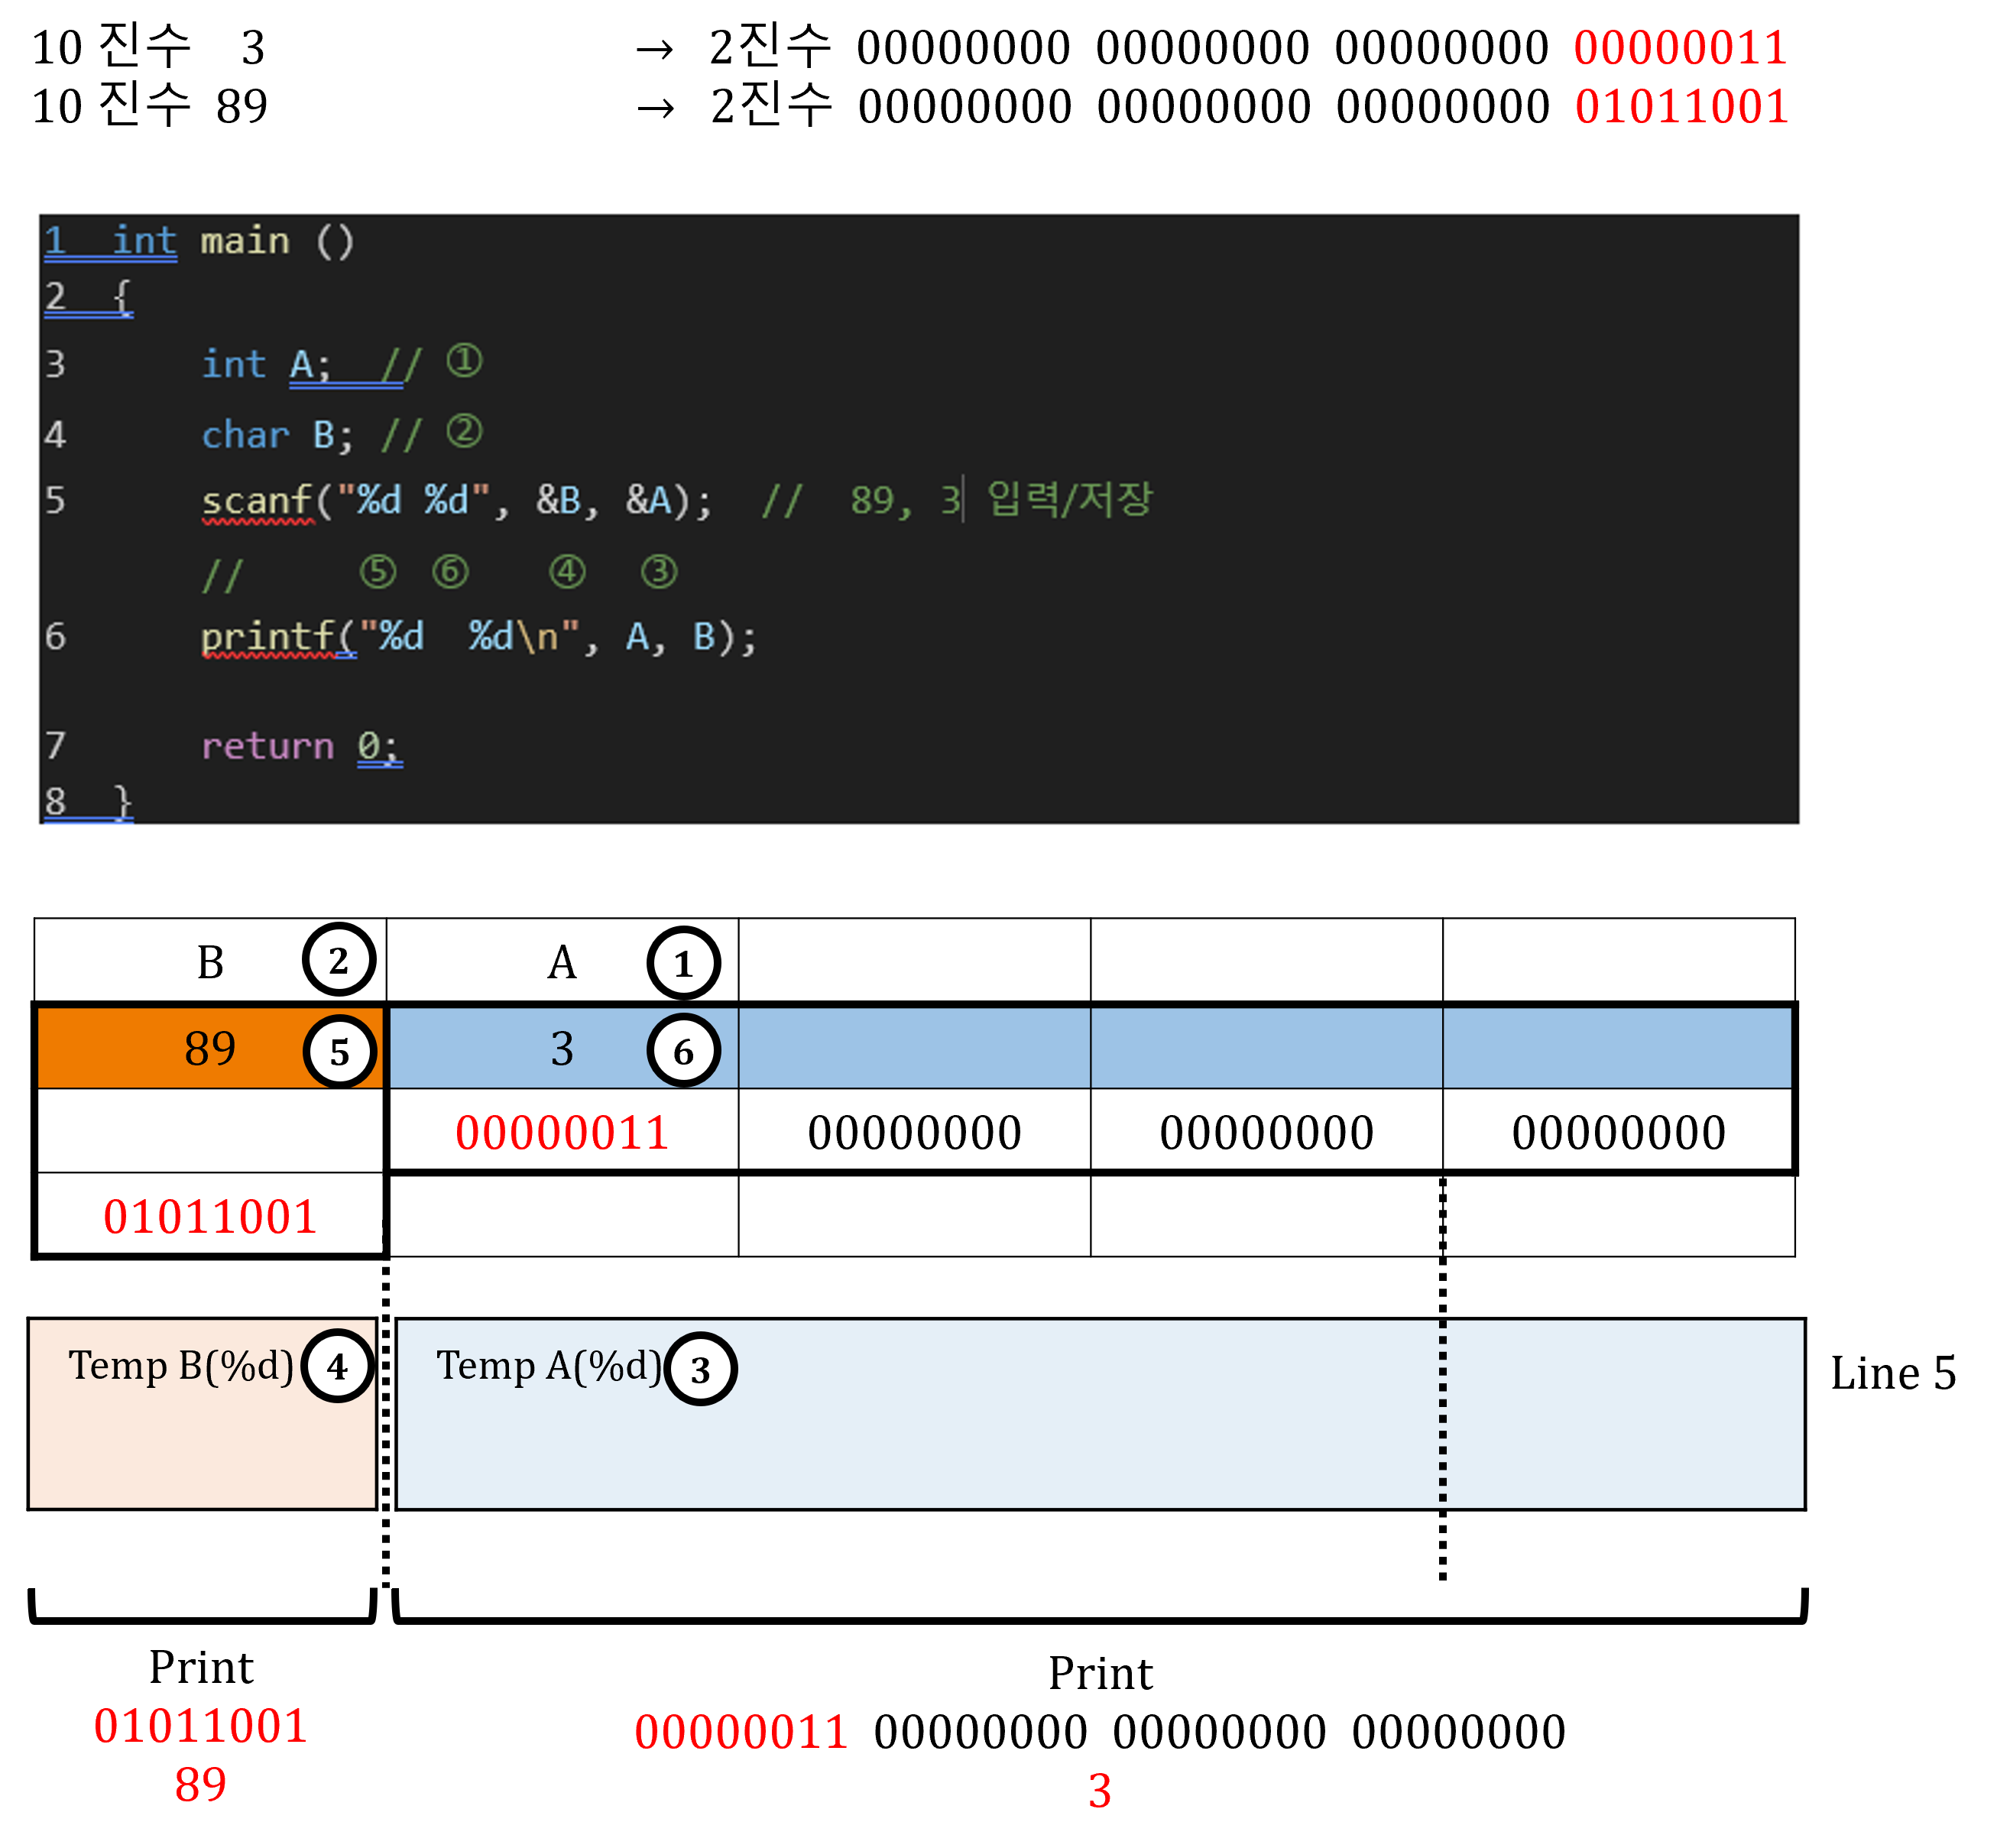 10 진수 3 → 2진수 00000000 00000000 00000000 00000011
10 진수 89 → 2진수 00000000 00000000 00000000 01011001
1 int main ()
2 {
3 int A; // ①
4 char B; // ②
5 scanf("%d %d", &B, &A); // 89, 3 입력/저장
// ⑤ ⑥ ④ ③
6 printf("%d %d\n", A, B);
7 return 0;
8 }
B 2 A 1
89 5 3 6
00000011 00000000 00000000 00000000
01011001
Temp B(%d) 4 Temp A(%d) 3 Line 5
Print
01011001
89
Print
00000011 00000000 00000000 00000000
3